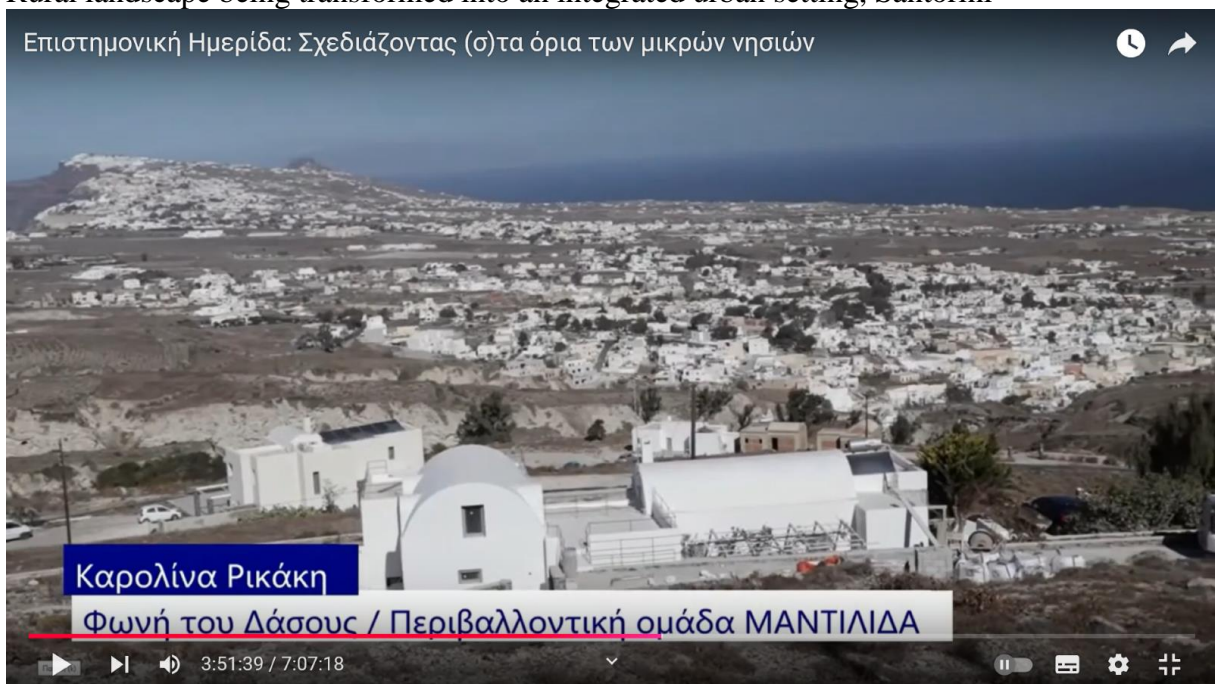 Rural landscape being transformed into an integrated urban setting, Santorini
Επιστημονική Ημερίδα: Σχεδιάζοντας (σ)τα όρια των μικρών νησιών
Καρολίνα Ρικάκη
Φωνή του Δάσους / Περιβαλλοντική ομάδα ΜΑΝΤΙΛΙΔΑ
3:51:39 / 7:07:18